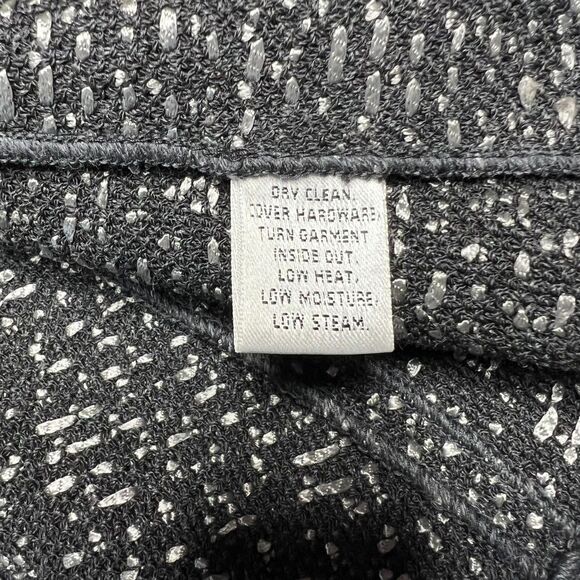 DRY CLEAN.
COVER HARDWARE,
TURN GARMENT
INSIDE OUT.
LOW HEAT,
LOW MOISTURE,
LOW STEAM.